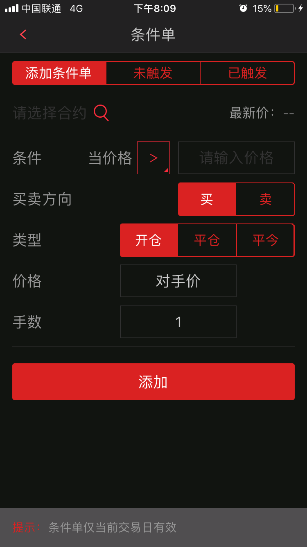 中国联通 4G 下午8:09 15%
条件单
添加条件单 未触发 已触发
请选择合约 最新价: --
条件 当价格 > 请输入价格
买卖方向 买 卖
类型 开仓 平仓 平今
价格 对手价
手数 1
添加
提示: 条件单仅当前交易日有效